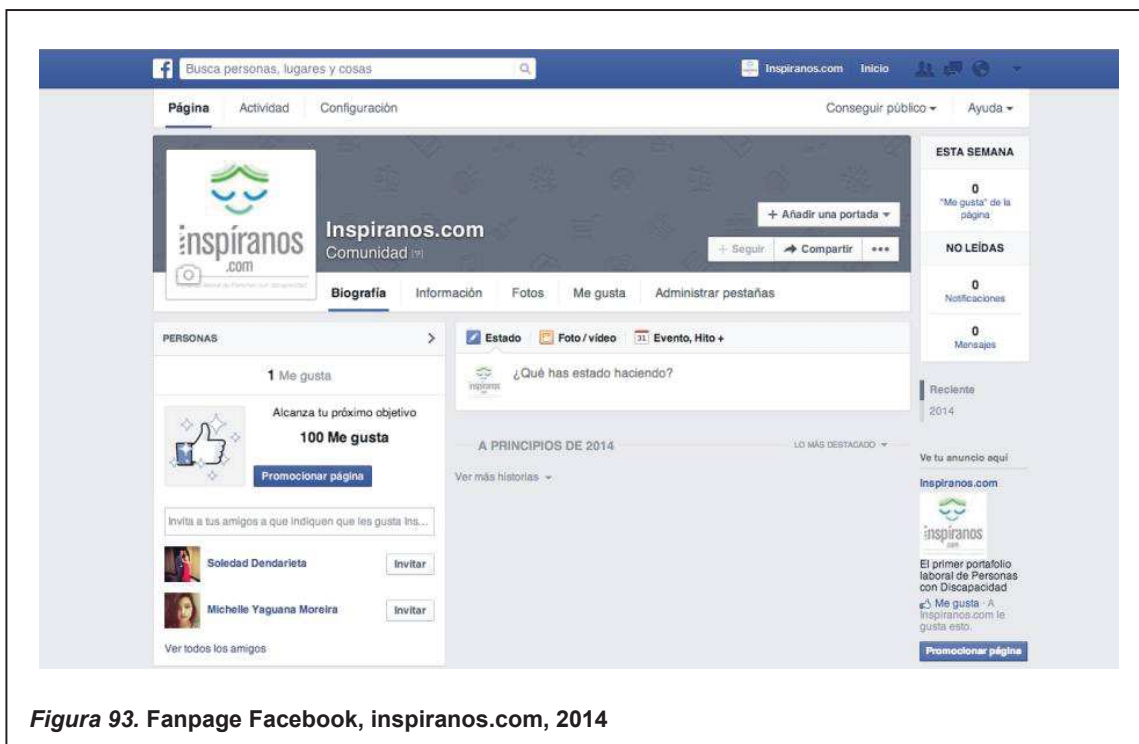 Busca personas, lugares y cosas
Inspiranos.com Inicio
Página Actividad Configuración
Conseguir público Ayuda
inspíranos
.com
Inspiranos.com
Comunidad [?]
+ Añadir una portada
+ Seguir Compartir
Biografía Información Fotos Me gusta Administrar pestañas
PERSONAS
1 Me gusta
Alcanza tu próximo objetivo
100 Me gusta
Promocionar página
Invita a tus amigos a que indiquen que les gusta Ins...
Soledad Dendarieta Invitar
Michelle Yaguana Moreira Invitar
Ver todos los amigos
Estado Foto / vídeo 31 Evento, Hito +
inspíranos
¿Qué has estado haciendo?
A PRINCIPIOS DE 2014 LO MÁS DESTACADO
Ver más historias
ESTA SEMANA
0
"Me gusta" de la
página
NO LEÍDAS
0
Notificaciones
0
Mensajes
Reciente
2014
Ve tu anuncio aquí
Inspiranos.com
inspíranos
.com
El primer portafolio
laboral de Personas
con Discapacidad
Me gusta · A
Inspiranos.com le
gusta esto.
Promocionar página
Figura 93. Fanpage Facebook, inspiranos.com, 2014